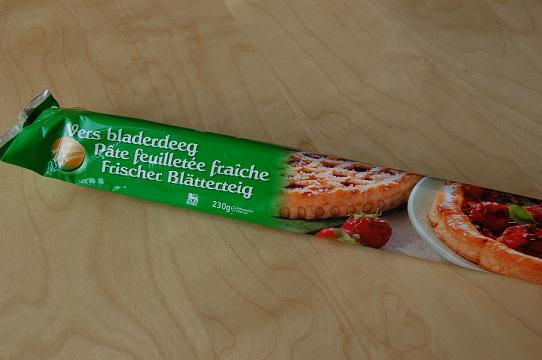 Vers bladerdeeg
Pâte feuilletée fraîche
Frischer Blätterteig
230g℮